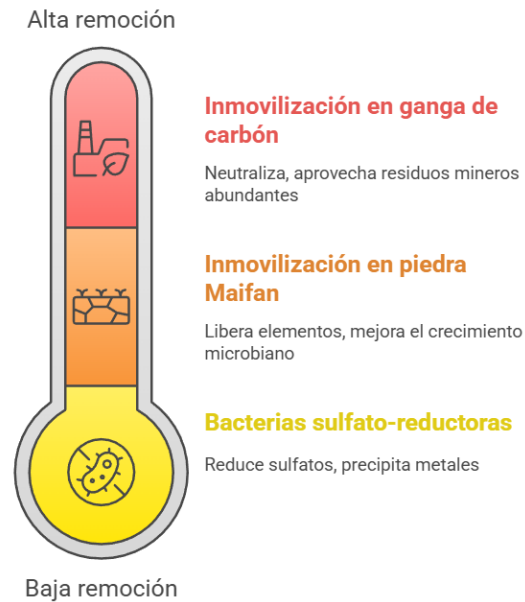 Alta remoción
Inmovilización en ganga de
carbón
Neutraliza, aprovecha residuos mineros
abundantes
Inmovilización en piedra
Maifan
Libera elementos, mejora el crecimiento
microbiano
Bacterias sulfato-reductoras
Reduce sulfatos, precipita metales
Baja remoción